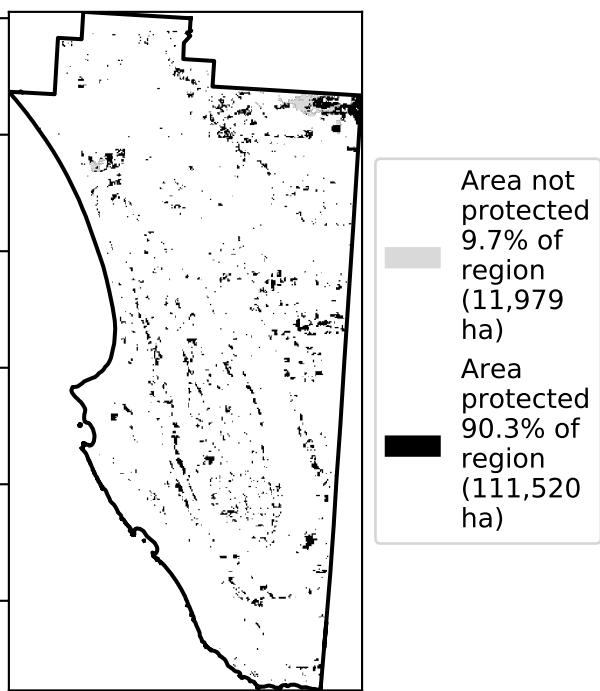 Area not
protected
9.7% of
region
(11,979
ha)
Area
protected
90.3% of
region
(111,520
ha)